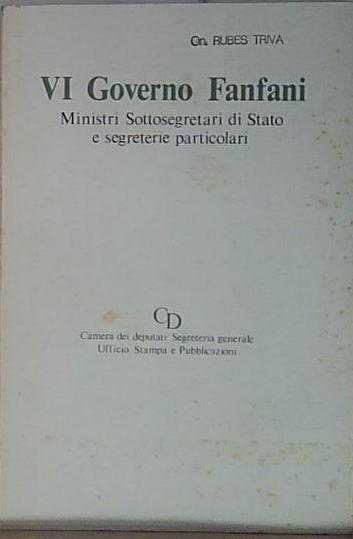 On. RUBES TRIVA
VI Governo Fanfani
Ministri Sottosegretari di Stato
e segreterie particolari
CD
Camera dei deputati Segreteria generale
Ufficio Stampa e Pubblicazioni